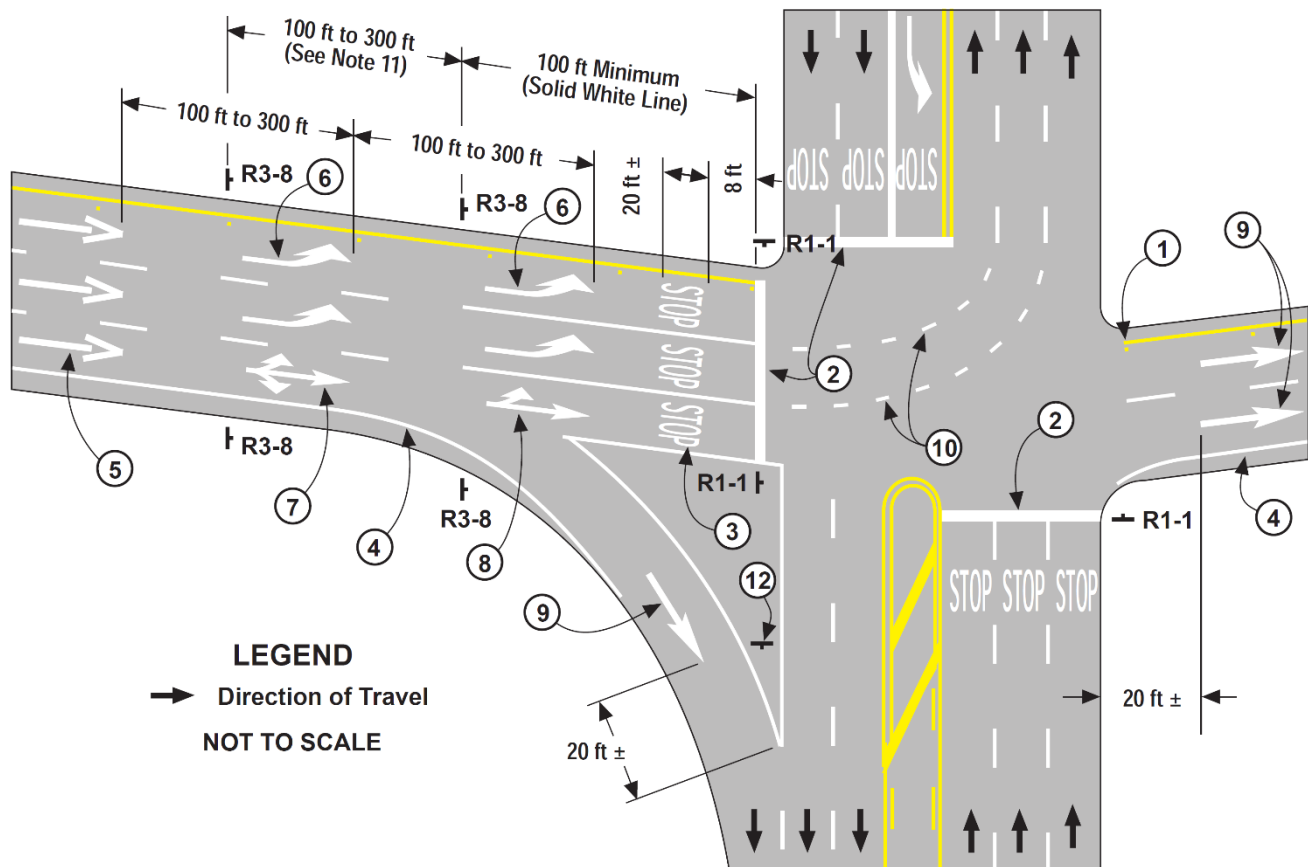 100 ft to 300 ft
(See Note 11)
100 ft Minimum
(Solid White Line)
100 ft to 300 ft
100 ft to 300 ft
20 ft ±
8 ft
R3-8
6
R3-8
6
R1-1
STOP
STOP
STOP
1
9
2
STOP
STOP
STOP
5
R3-8
7
4
R3-8
8
R1-1
3
10
2
R1-1
4
12
9
STOP
STOP
STOP
LEGEND
Direction of Travel
NOT TO SCALE
20 ft ±
20 ft ±